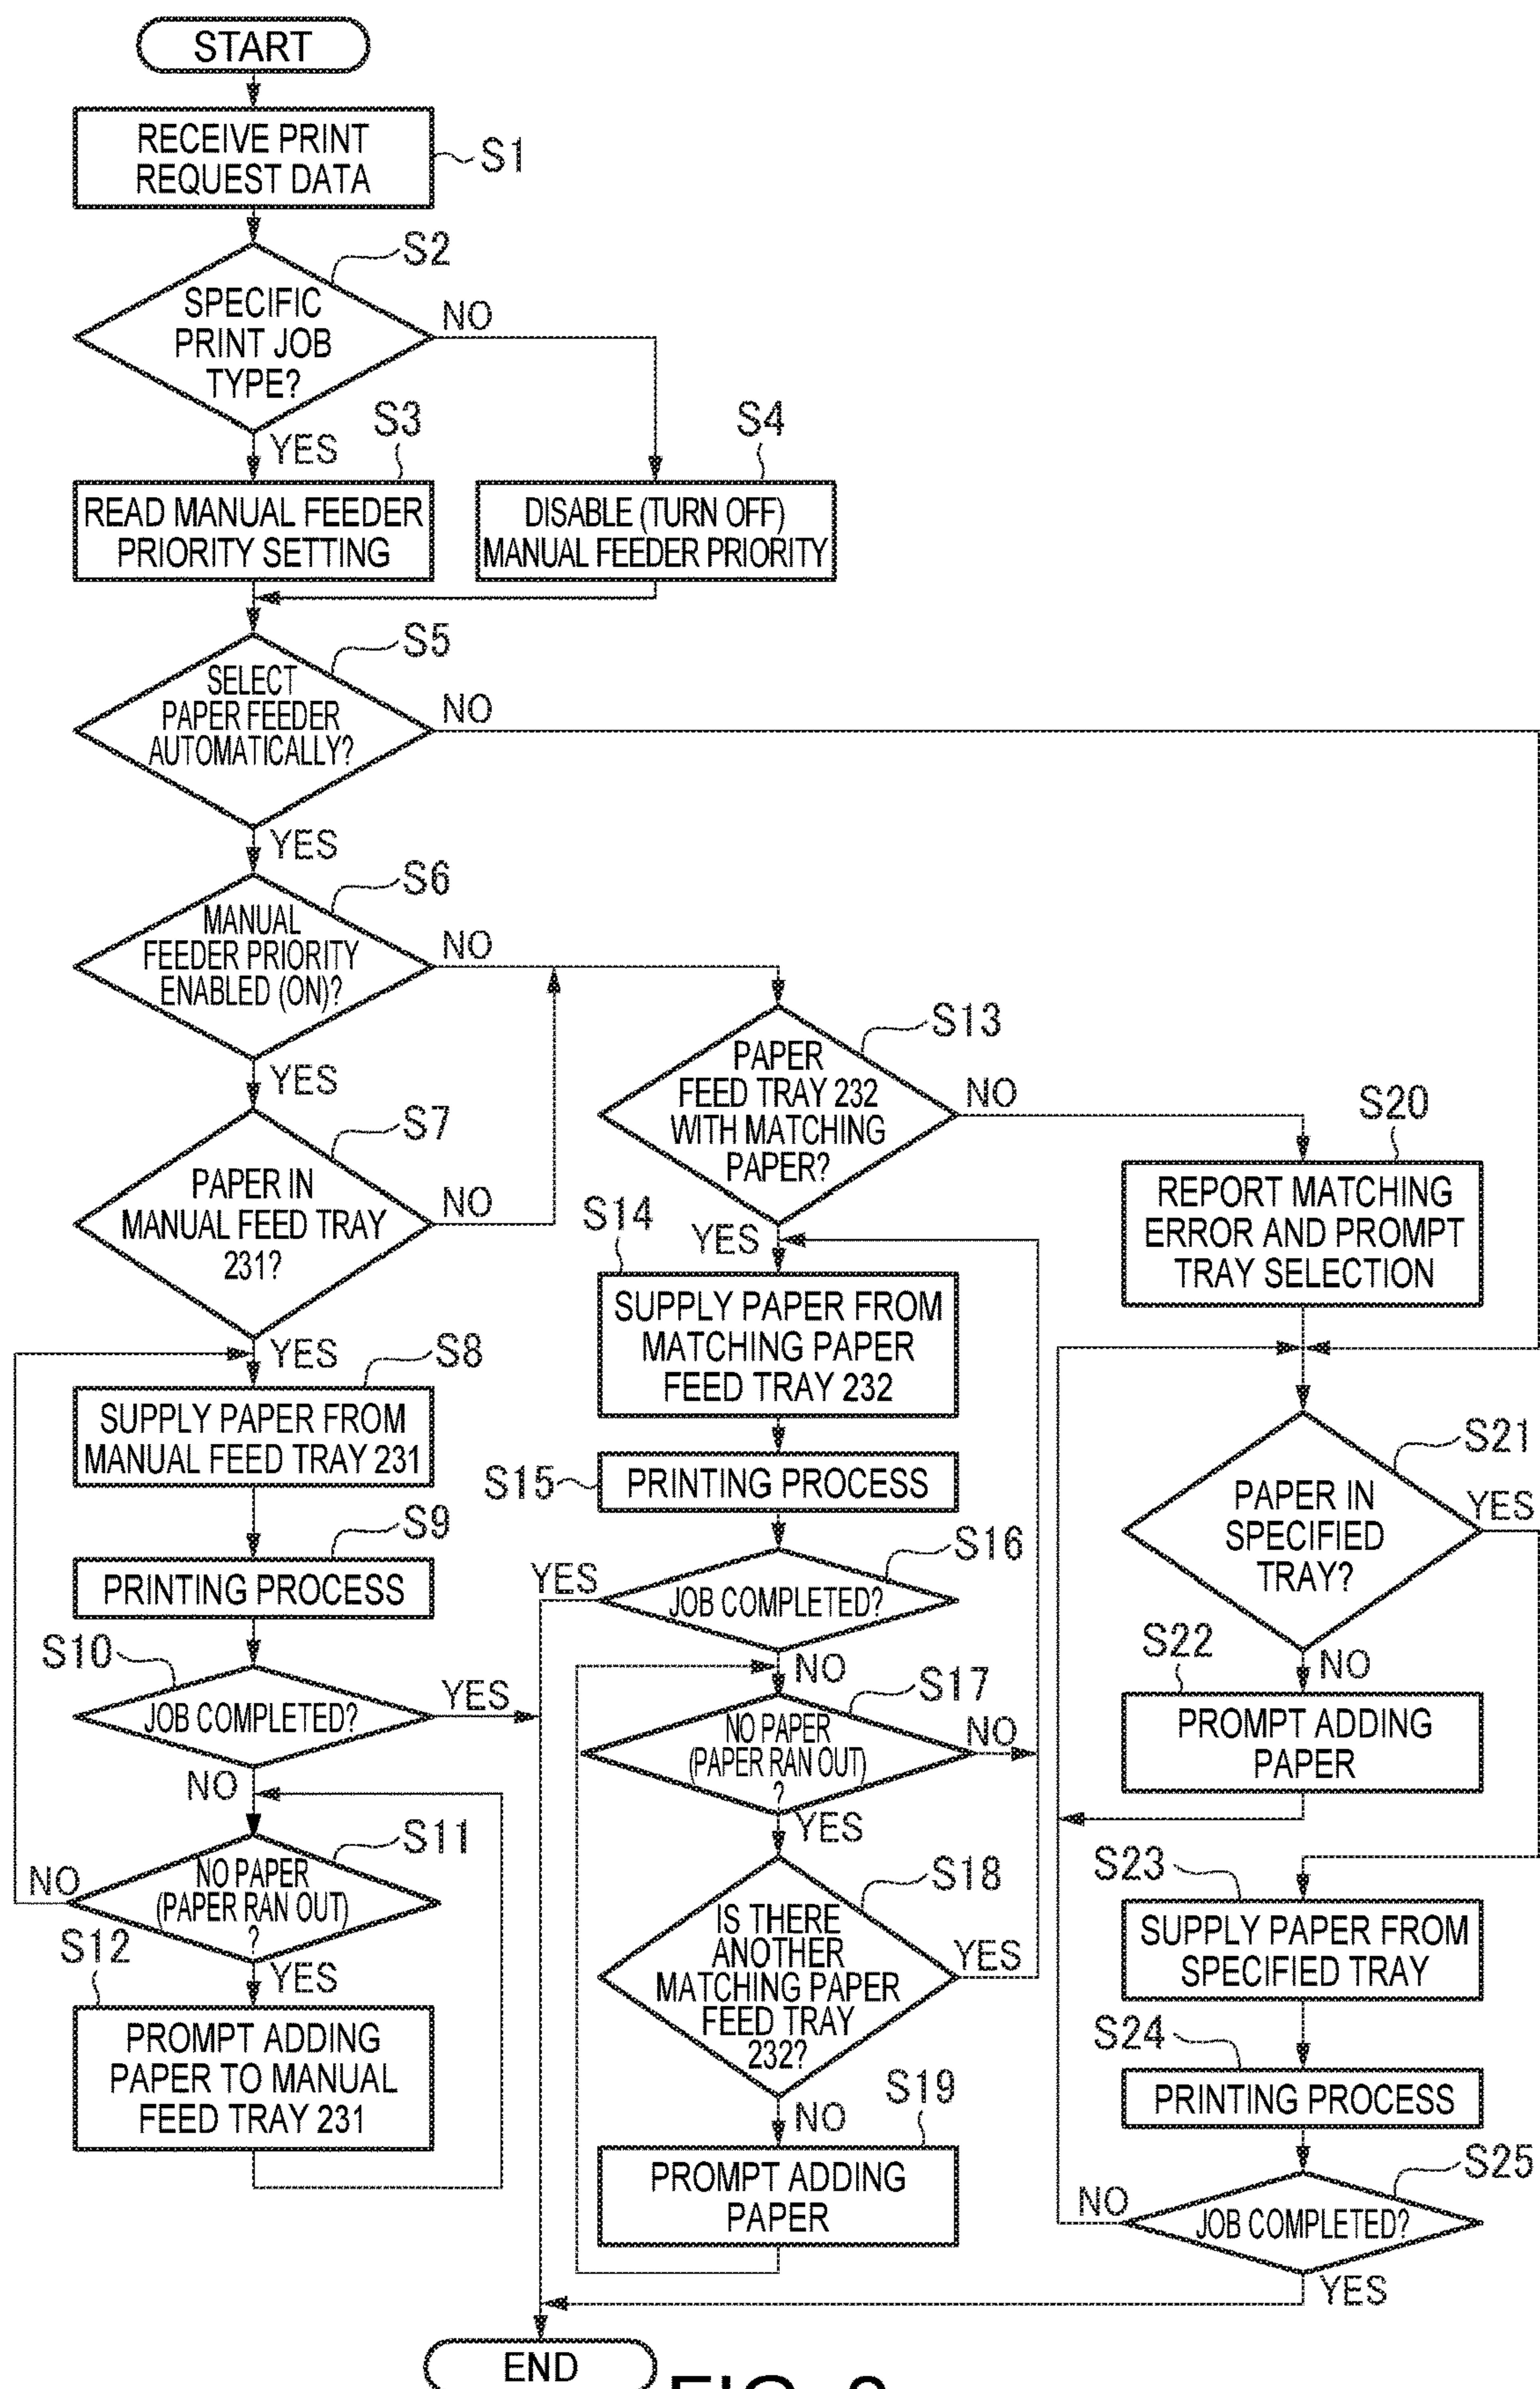 START
RECEIVE PRINT
REQUEST DATA
S1
S2
SPECIFIC
PRINT JOB
TYPE?
NO
YES
S3
READ MANUAL FEEDER
PRIORITY SETTING
S4
DISABLE (TURN OFF)
MANUAL FEEDER PRIORITY
S5
SELECT
PAPER FEEDER
AUTOMATICALLY?
NO
YES
S6
MANUAL
FEEDER PRIORITY
ENABLED (ON)?
NO
YES
S7
PAPER IN
MANUAL FEED TRAY
231?
NO
YES
S8
SUPPLY PAPER FROM
MANUAL FEED TRAY 231
S9
PRINTING PROCESS
S10
JOB COMPLETED?
YES
NO
S11
NO PAPER
(PAPER RAN OUT)
?
NO
YES
S12
PROMPT ADDING
PAPER TO MANUAL
FEED TRAY 231
S13
PAPER
FEED TRAY 232
WITH MATCHING
PAPER?
NO
YES
S14
SUPPLY PAPER FROM
MATCHING PAPER
FEED TRAY 232
S15
PRINTING PROCESS
S16
JOB COMPLETED?
YES
NO
S17
NO PAPER
(PAPER RAN OUT)
?
NO
YES
S18
IS THERE
ANOTHER
MATCHING PAPER
FEED TRAY
232?
YES
NO
S19
PROMPT ADDING
PAPER
S20
REPORT MATCHING
ERROR AND PROMPT
TRAY SELECTION
S21
PAPER IN
SPECIFIED
TRAY?
YES
NO
S22
PROMPT ADDING
PAPER
S23
SUPPLY PAPER FROM
SPECIFIED TRAY
S24
PRINTING PROCESS
S25
JOB COMPLETED?
NO
YES
END